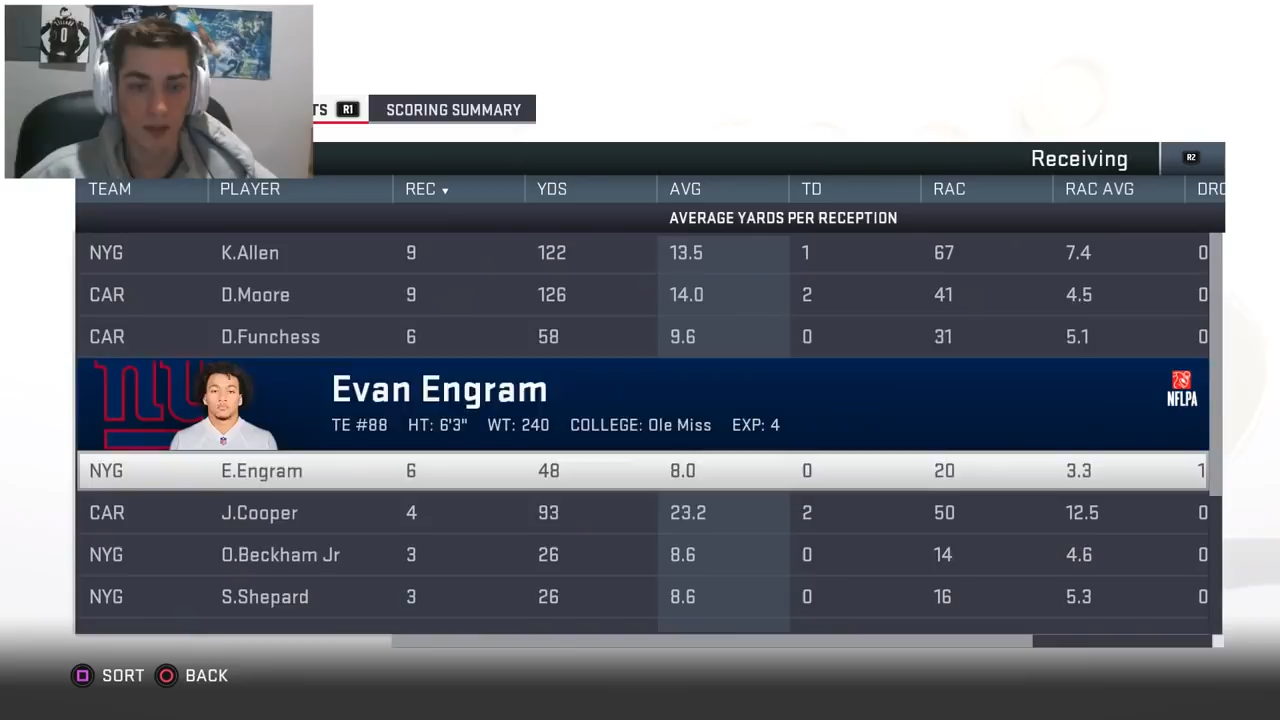 0
TS R1 SCORING SUMMARY
Receiving R2
TEAM PLAYER REC YDS AVG TD RAC RAC AVG DRO
AVERAGE YARDS PER RECEPTION
NYG K.Allen 9 122 13.5 1 67 7.4 0
CAR D.Moore 9 126 14.0 2 41 4.5 0
CAR D.Funchess 6 58 9.6 0 31 5.1 0
Evan Engram
TE #88 HT: 6'3" WT: 240 COLLEGE: Ole Miss EXP: 4
NFLPA
NYG E.Engram 6 48 8.0 0 20 3.3 1
CAR J.Cooper 4 93 23.2 2 50 12.5 0
NYG O.Beckham Jr 3 26 8.6 0 14 4.6 0
NYG S.Shepard 3 26 8.6 0 16 5.3 0
SORT BACK